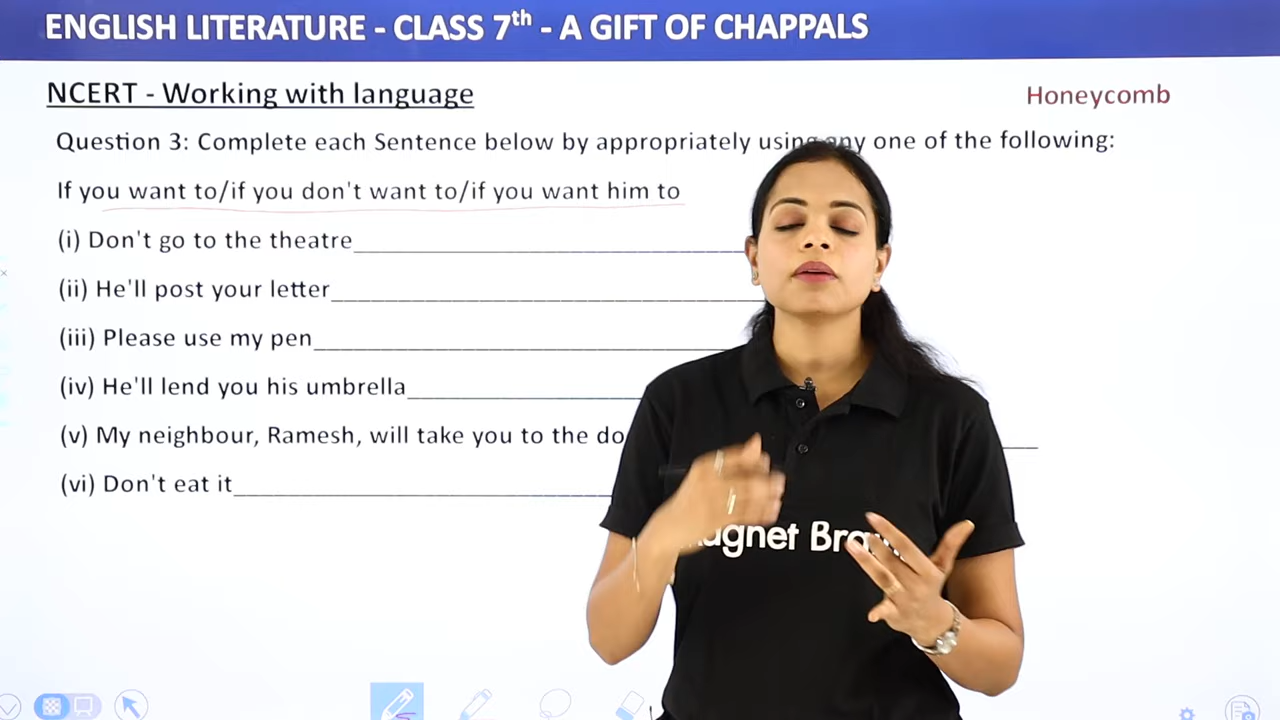 ENGLISH LITERATURE - CLASS 7th - A GIFT OF CHAPPALS
NCERT - Working with language
Honeycomb
Question 3: Complete each Sentence below by appropriately using any one of the following:
If you want to/if you don't want to/if you want him to
(i) Don't go to the theatre
(ii) He'll post your letter
(iii) Please use my pen
(iv) He'll lend you his umbrella
(v) My neighbour, Ramesh, will take you to the
(vi) Don't eat it